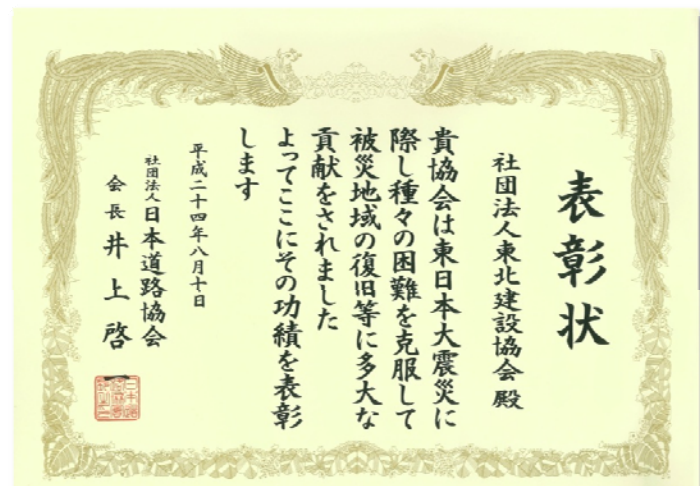 表彰状
社団法人東北建設協会殿
貴協会は東日本大震災に
際し種々の困難を克服して
被災地域の復旧等に多大な
貢献をされました
よってここにその功績を表彰
します
平成二十四年八月十日
社団法人日本道路協会
会長井上啓一